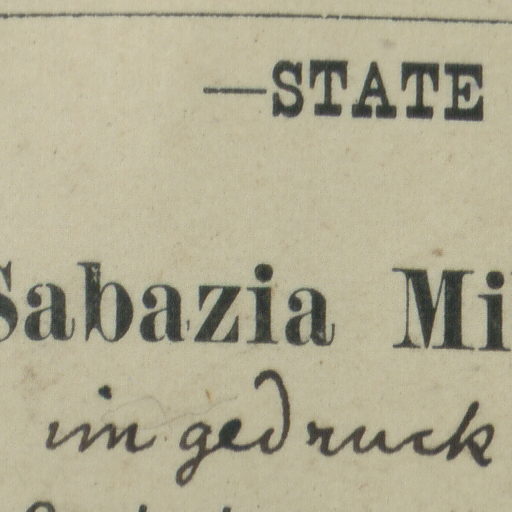 —STATE
Sabazia Mi
im gedruck